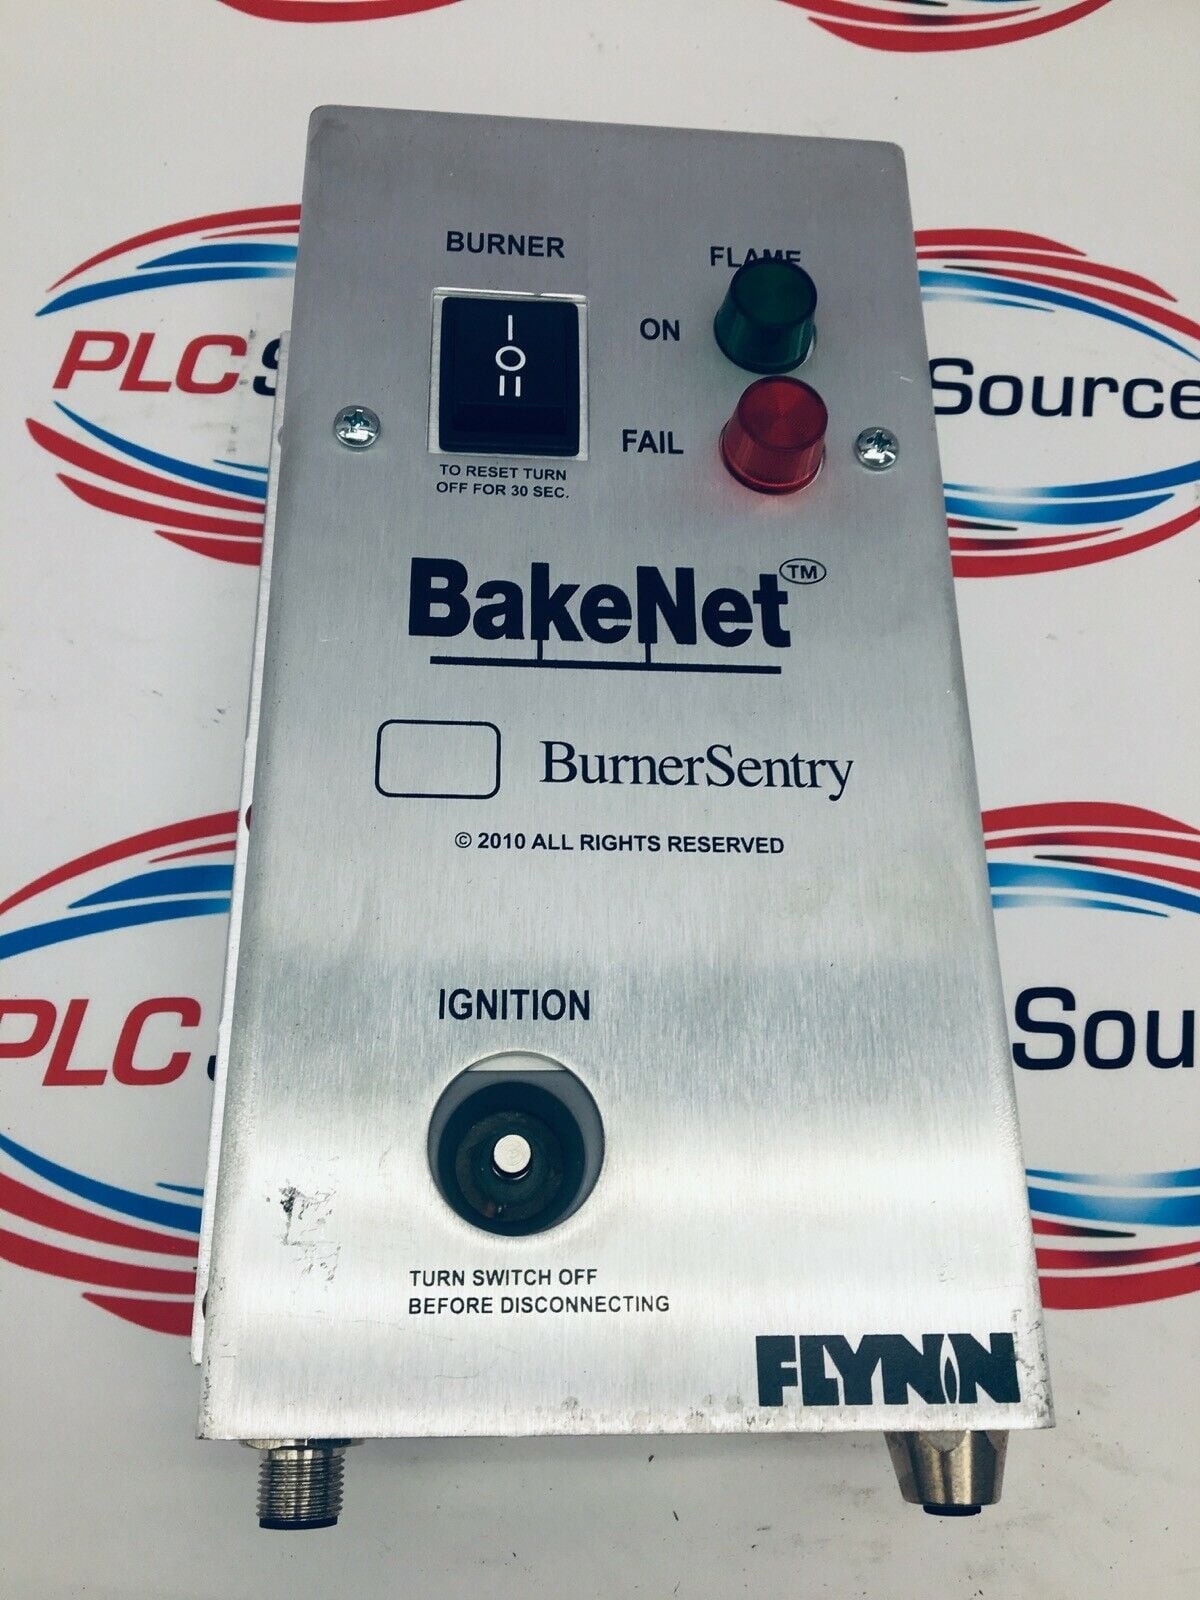 BURNER
FLAME
I
O
II
ON
PLC
Source
FAIL
TO RESET TURN
OFF FOR 30 SEC.
BakeNet™
BurnerSentry
© 2010 ALL RIGHTS RESERVED
IGNITION
PLC
Sou
TURN SWITCH OFF
BEFORE DISCONNECTING
FLYNN